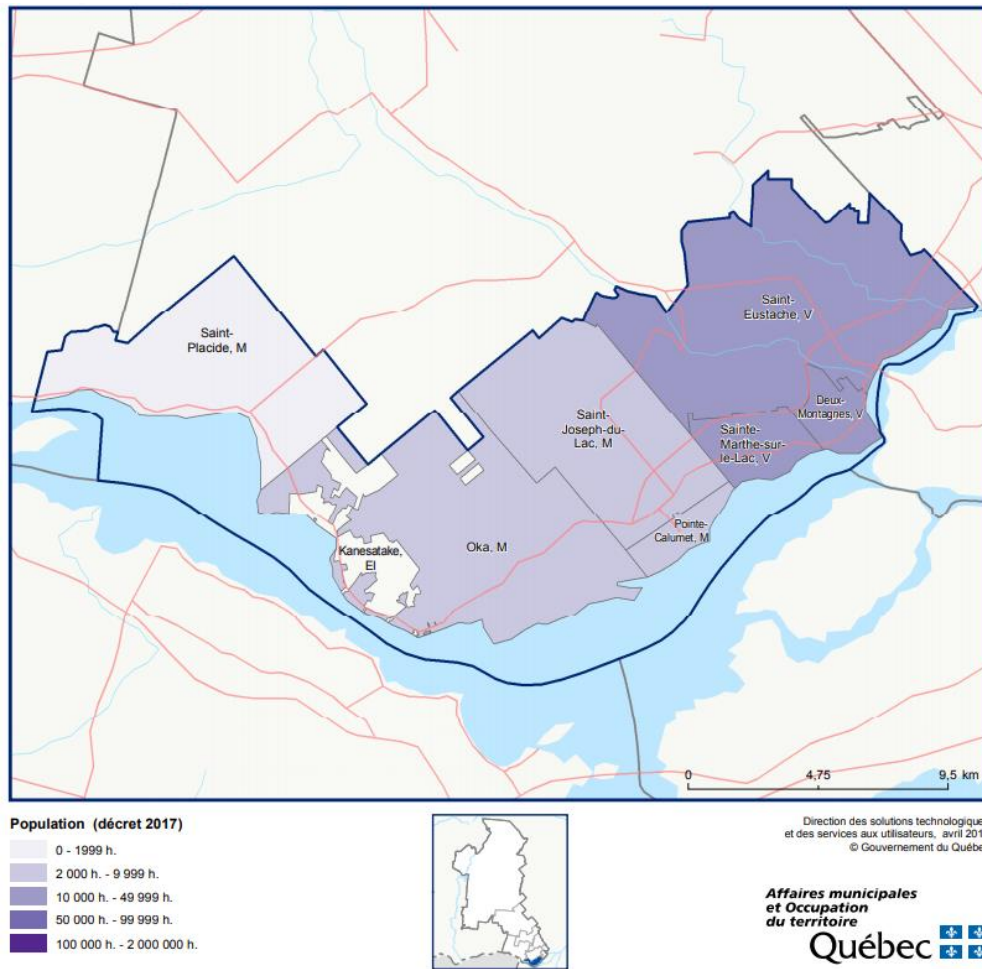 Saint-
Placide, M
Saint-
Eustache, V
Deux-
Montagnes, V
Saint-
Joseph-du-
Lac, M
Sainte-
Marthe-sur-
le-Lac, V
Pointe-
Calumet, M
Oka, M
Kanesatake,
EI
0 4,75 9,5 km
Population (décret 2017)
0 - 1999 h.
2 000 h. - 9 999 h.
10 000 h. - 49 999 h.
50 000 h. - 99 999 h.
100 000 h. - 2 000 000 h.
Direction des solutions technologique
et des services aux utilisateurs, avril 201
© Gouvernement du Québe
Affaires municipales
et Occupation
du territoire
Québec